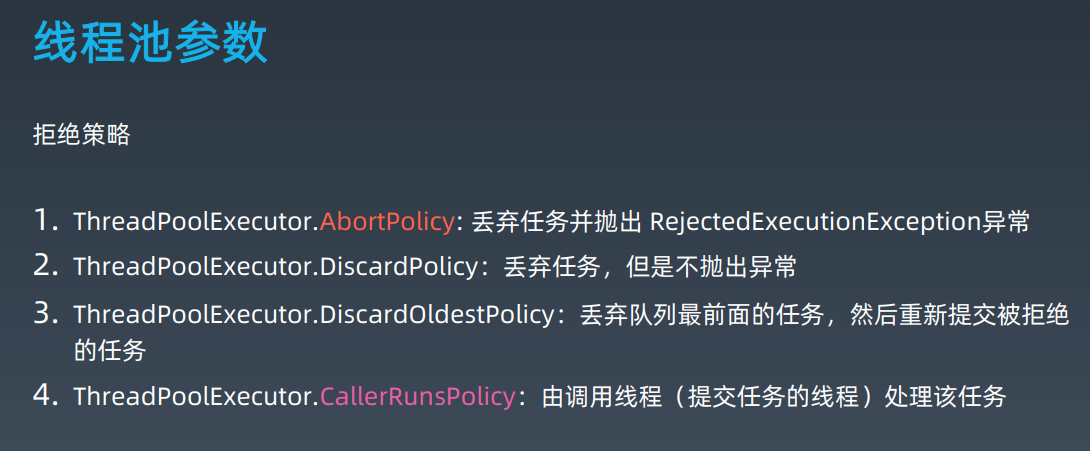 线程池参数
拒绝策略
1. ThreadPoolExecutor.AbortPolicy: 丢弃任务并抛出 RejectedExecutionException异常
2. ThreadPoolExecutor.DiscardPolicy：丢弃任务，但是不抛出异常
3. ThreadPoolExecutor.DiscardOldestPolicy：丢弃队列最前面的任务，然后重新提交被拒绝
的任务
4. ThreadPoolExecutor.CallerRunsPolicy：由调用线程（提交任务的线程）处理该任务